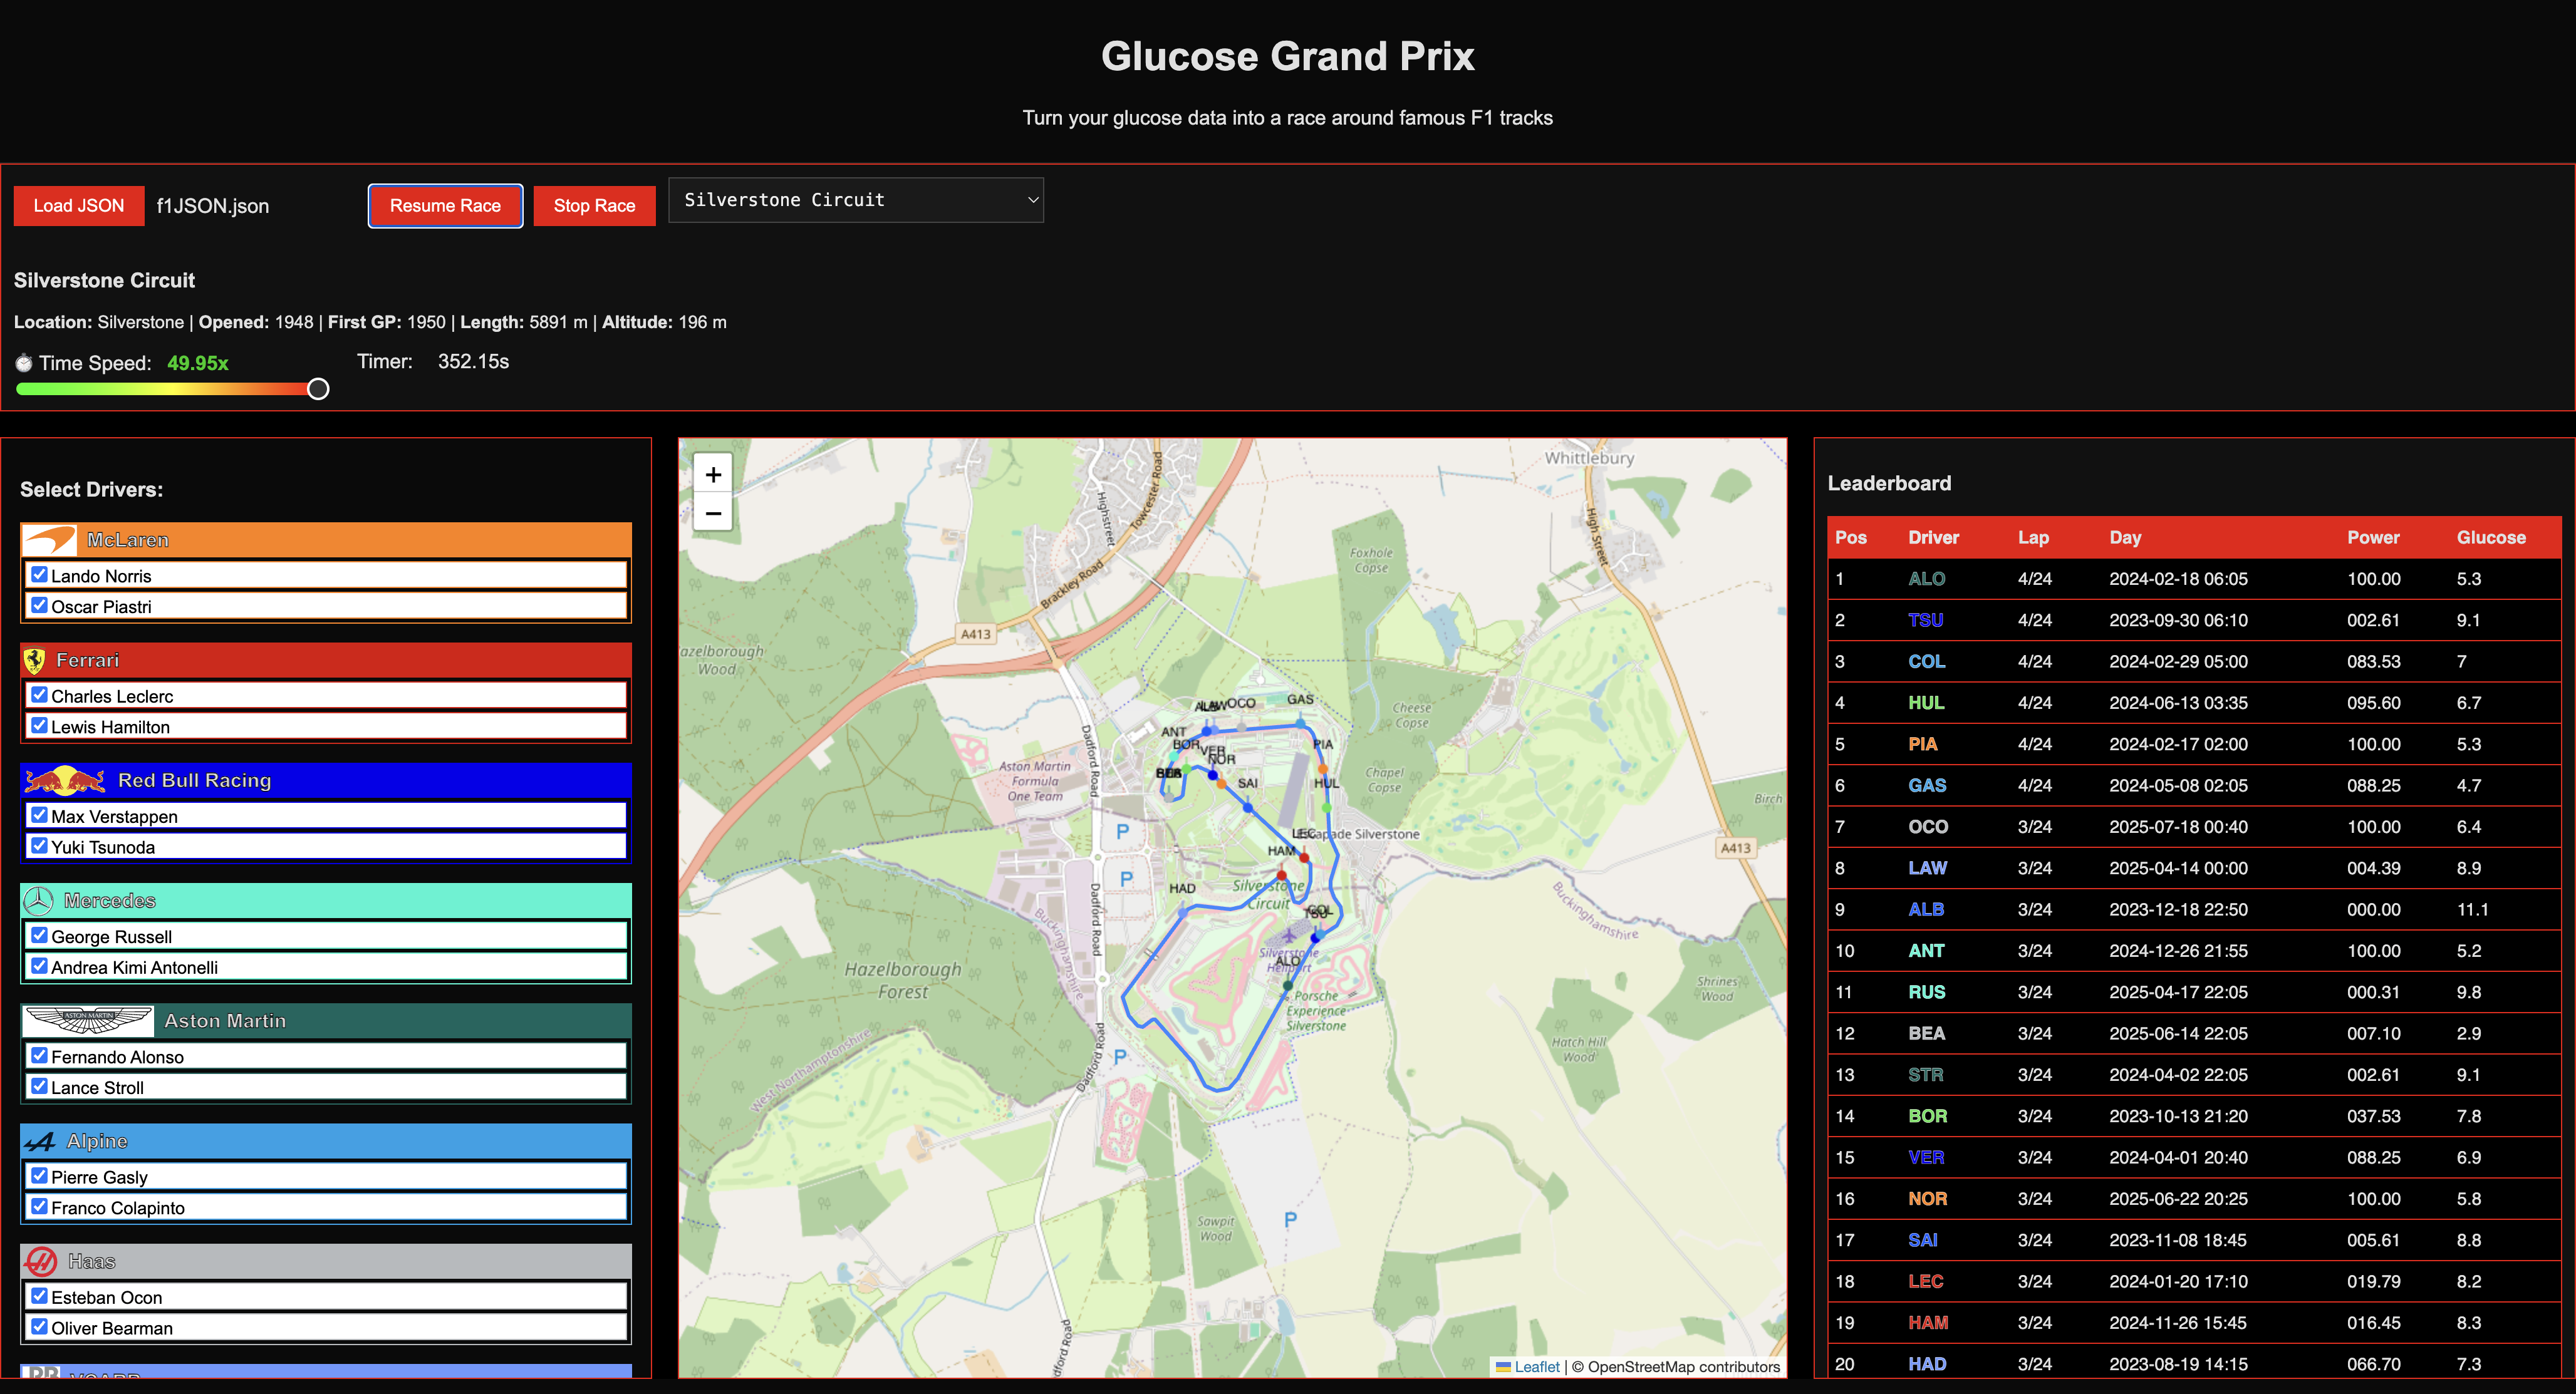 Glucose Grand Prix
Turn your glucose data into a race around famous F1 tracks
Load JSON f1JSON.json Resume Race Stop Race Silverstone Circuit
Silverstone Circuit
Location: Silverstone | Opened: 1948 | First GP: 1950 | Length: 5891 m | Altitude: 196 m
⏱ Time Speed: 49.95x Timer: 352.15s
Select Drivers:
McLaren
Lando Norris
Oscar Piastri
Ferrari
Charles Leclerc
Lewis Hamilton
Red Bull Racing
Max Verstappen
Yuki Tsunoda
Mercedes
George Russell
Andrea Kimi Antonelli
ASTON MARTIN Aston Martin
Fernando Alonso
Lance Stroll
Alpine
Pierre Gasly
Franco Colapinto
Haas
Esteban Ocon
Oliver Bearman
+
−
Whittlebury
High Street
Highstreet
Towcester Road
Brackley Road
A413
Foxhole
Copse
azelborough
Wood
Cheese
Copse
Chapel
Copse
Birch
A413
Dadford Road
Aston Martin
Formula
One Team
OCO
GAS
ANT
BOR
VER
NOR
PIA
SAI
HUL
LEC
Escapade Silverstone
HAM
HAD
Silverstone
Circuit
TSU
COL
Silverstone
Heliport
ALO
Porsche
Experience
Silverstone
P
P
P
P
Dadford Road
Buckinghamshire
Buckinghamshire
Hazelborough
Forest
West Northamptonshire
Dadford Road
Shrines
Wood
Hatch Hill
Wood
Sawpit
Wood
dford Road
Leaflet | © OpenStreetMap contributors
Leaderboard
Pos Driver Lap Day Power Glucose
1 ALO 4/24 2024-02-18 06:05 100.00 5.3
2 TSU 4/24 2023-09-30 06:10 002.61 9.1
3 COL 4/24 2024-02-29 05:00 083.53 7
4 HUL 4/24 2024-06-13 03:35 095.60 6.7
5 PIA 4/24 2024-02-17 02:00 100.00 5.3
6 GAS 4/24 2024-05-08 02:05 088.25 4.7
7 OCO 3/24 2025-07-18 00:40 100.00 6.4
8 LAW 3/24 2025-04-14 00:00 004.39 8.9
9 ALB 3/24 2023-12-18 22:50 000.00 11.1
10 ANT 3/24 2024-12-26 21:55 100.00 5.2
11 RUS 3/24 2025-04-17 22:05 000.31 9.8
12 BEA 3/24 2025-06-14 22:05 007.10 2.9
13 STR 3/24 2024-04-02 22:05 002.61 9.1
14 BOR 3/24 2023-10-13 21:20 037.53 7.8
15 VER 3/24 2024-04-01 20:40 088.25 6.9
16 NOR 3/24 2025-06-22 20:25 100.00 5.8
17 SAI 3/24 2023-11-08 18:45 005.61 8.8
18 LEC 3/24 2024-01-20 17:10 019.79 8.2
19 HAM 3/24 2024-11-26 15:45 016.45 8.3
20 HAD 3/24 2023-08-19 14:15 066.70 7.3